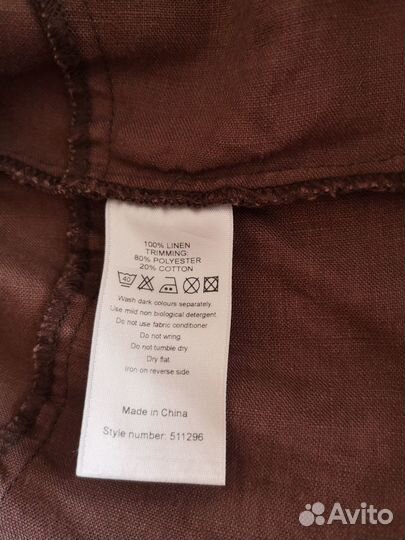 100% LINEN
TRIMMING:
80% POLYESTER
20% COTTON
40
Wash dark colours separately.
Use mild non biological detergent.
Do not use fabric conditioner
Do not wring.
Do not tumble dry.
Dry flat.
Iron on reverse side.
Made in China
Style number: 511296
Avito